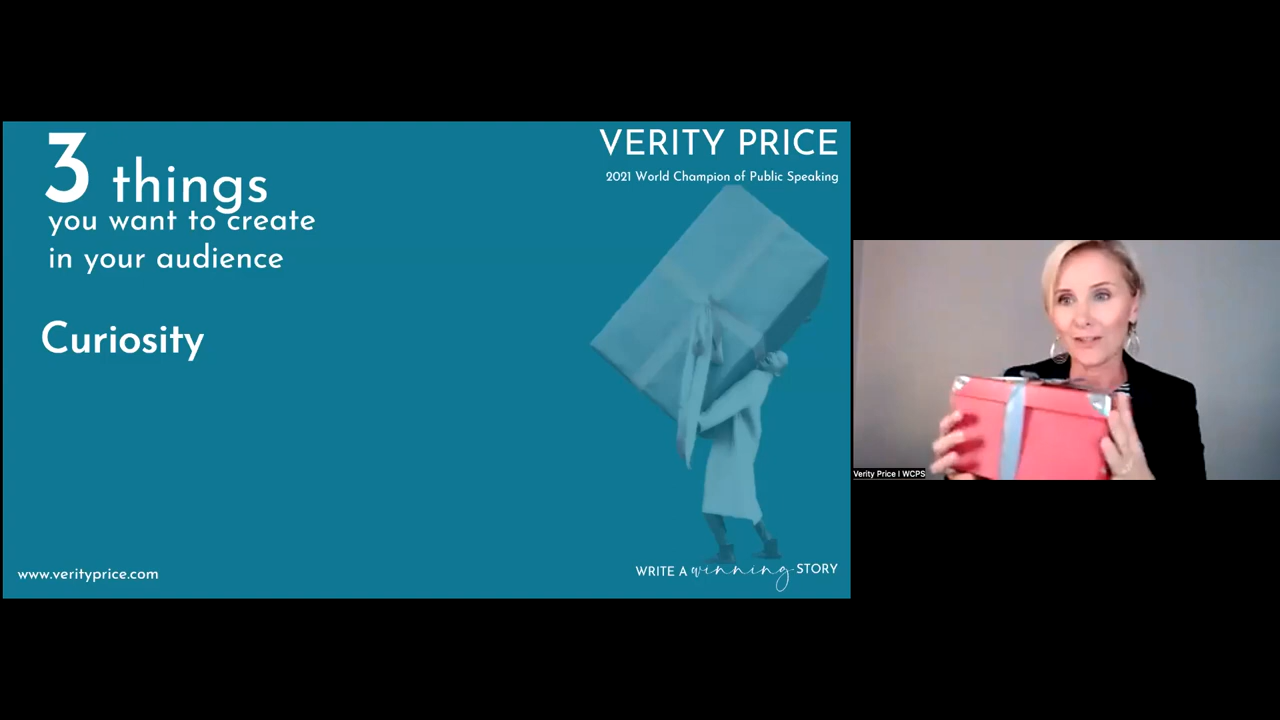 3 things
you want to create
in your audience
Curiosity
www.verityprice.com
VERITY PRICE
2021 World Champion of Public Speaking
WRITE A winning STORY
Verity Price I WCPS